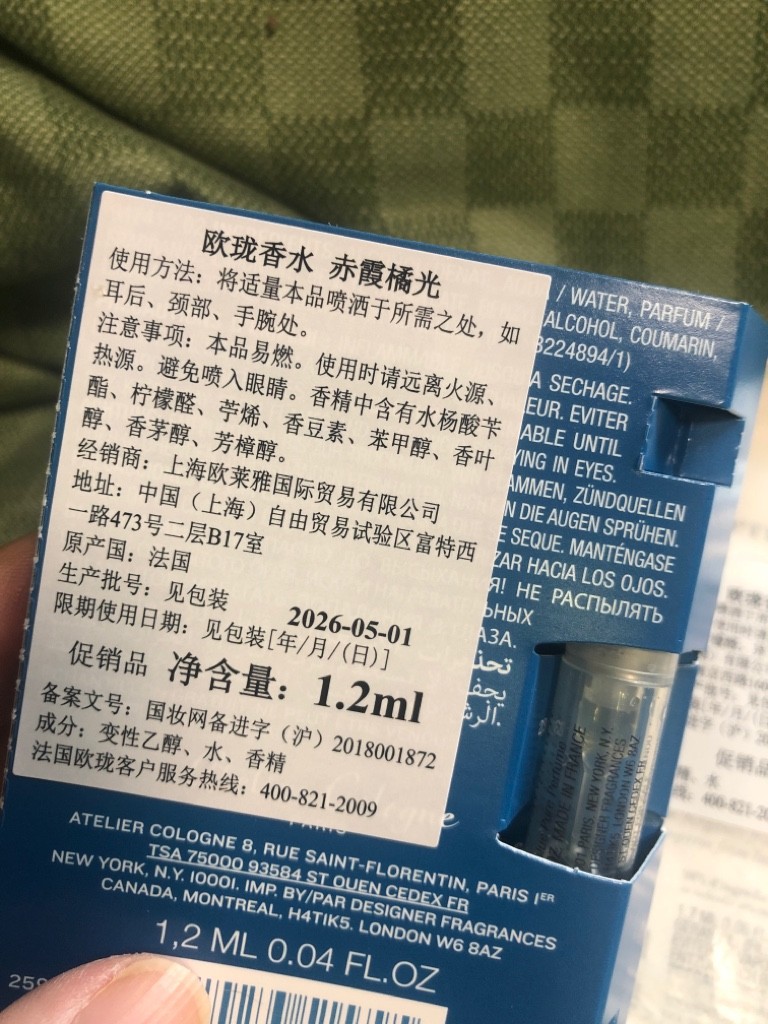 欧珑香水 赤霞橘光
使用方法：将适量本品喷洒于所需之处，如
耳后、颈部、手腕处。
注意事项：本品易燃。使用时请远离火源、
热源。避免喷入眼睛。香精中含有水杨酸苄
酯、柠檬醛、苧烯、香豆素、苯甲醇、香叶
醇、香茅醇、芳樟醇。
经销商：上海欧莱雅国际贸易有限公司
地址：中国（上海）自由贸易试验区富特西
一路473号二层B17室
原产国：法国
生产批号：见包装
限期使用日期：见包装[年/月/(日)]
2026-05-01
促销品 净含量：1.2ml
备案文号：国妆网备进字（沪）2018001872
成分：变性乙醇、水、香精
法国欧珑客户服务热线：400-821-2009
/ WATER, PARFUM /
ALCOHOL, COUMARIN,
3224894/1)
A SECHAGE.
EUR. EVITER
ABLE UNTIL
YING IN EYES.
AMMEN, ZÜNDQUELLEN
N DIE AUGEN SPRÜHEN.
E SEQUE. MANTÉNGASE
ZAR HACIA LOS OJOS.
Я! НЕ РАСПЫЛЯТЬ
ЬНЫХ
АЗА.
ATELIER COLOGNE 8, RUE SAINT-FLORENTIN, PARIS IER
TSA 75000 93584 ST OUEN CEDEX FR
NEW YORK, N.Y. 10001. IMP. BY/PAR DESIGNER FRAGRANCES
CANADA, MONTREAL, H4T1K5. LONDON W6 8AZ
1,2 ML 0.04 FL.OZ
MADE IN FRANCE
PARIS NEW YORK, N.Y.
LONDON W6 8AZ
CEDEX FR
促销品
400-821-20